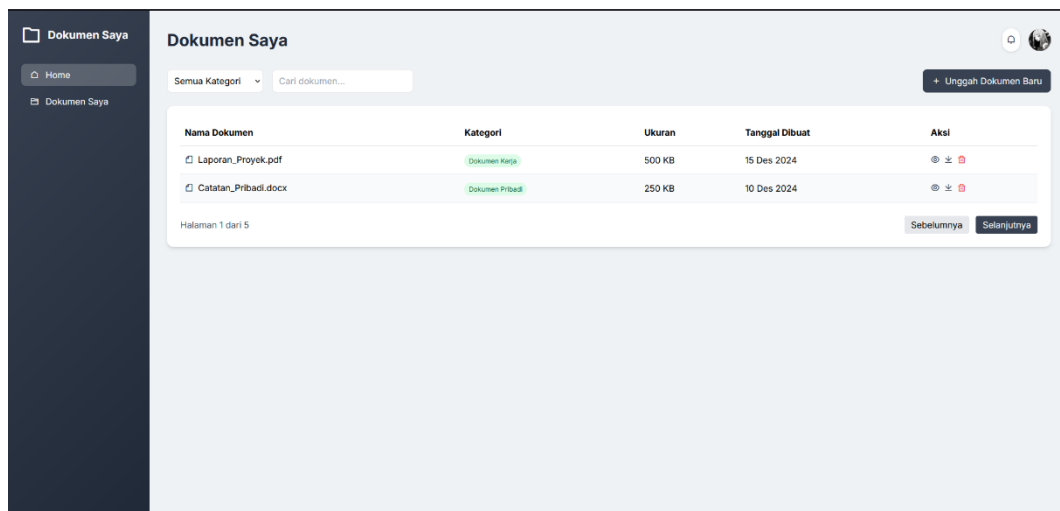 Dokumen Saya
Home
Dokumen Saya
Dokumen Saya
Semua Kategori
Cari dokumen...
+ Unggah Dokumen Baru
Nama Dokumen Kategori Ukuran Tanggal Dibuat Aksi
Laporan_Proyek.pdf Dokumen Kerja 500 KB 15 Des 2024
Catatan_Pribadi.docx Dokumen Pribadi 250 KB 10 Des 2024
Halaman 1 dari 5
Sebelumnya
Selanjutnya